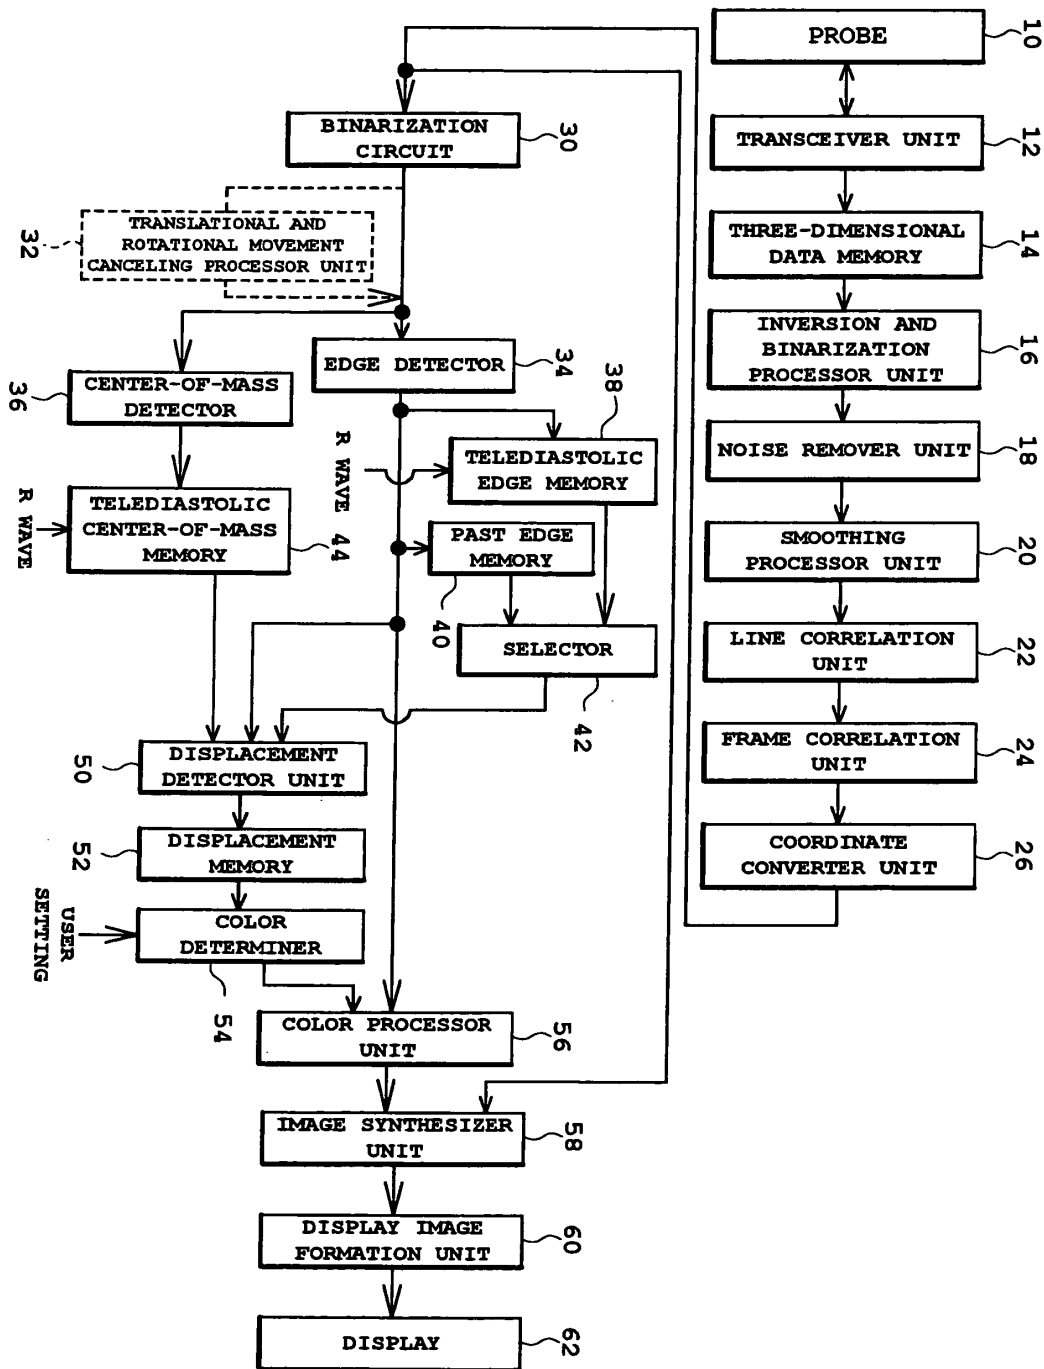 PROBE
10
TRANSCEIVER UNIT
12
THREE-DIMENSIONAL
DATA MEMORY
14
INVERSION AND
BINARIZATION
PROCESSOR UNIT
16
NOISE REMOVER UNIT
18
SMOOTHING
PROCESSOR UNIT
20
LINE CORRELATION
UNIT
22
FRAME CORRELATION
UNIT
24
COORDINATE
CONVERTER UNIT
26
BINARIZATION
CIRCUIT
30
TRANSLATIONAL AND
ROTATIONAL MOVEMENT
CANCELING PROCESSOR UNIT
32
EDGE DETECTOR
34
CENTER-OF-MASS
DETECTOR
36
TELEDIASTOLIC
EDGE MEMORY
38
R WAVE
PAST EDGE
MEMORY
40
SELECTOR
42
TELEDIASTOLIC
CENTER-OF-MASS
MEMORY
44
R WAVE
DISPLACEMENT
DETECTOR UNIT
50
DISPLACEMENT
MEMORY
52
COLOR
DETERMINER
54
USER
SETTING
COLOR PROCESSOR
UNIT
56
IMAGE SYNTHESIZER
UNIT
58
DISPLAY IMAGE
FORMATION UNIT
60
DISPLAY
62